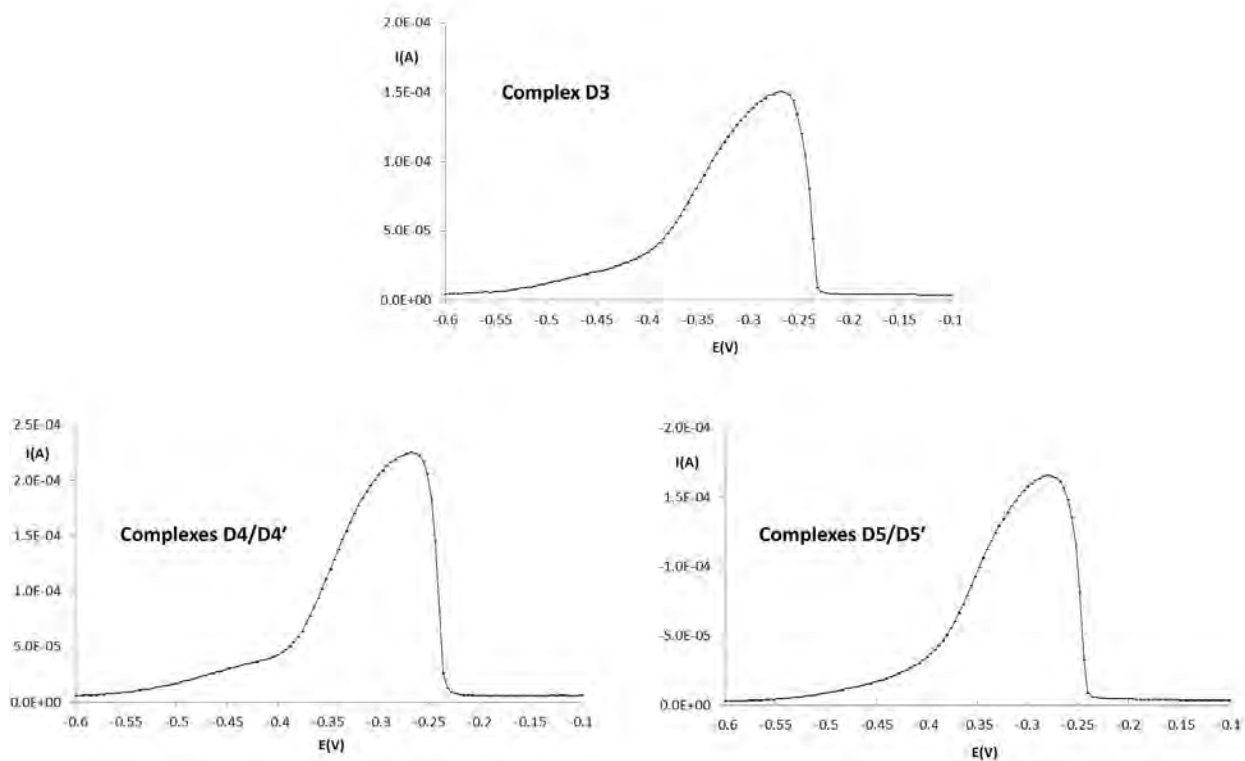 2.0E-04
I(A)
1.5E-04
Complex D3
1.0E-04
5.0E-05
0.0E+00
-0.6 -0.55 -0.5 -0.45 -0.4 -0.35 -0.3 -0.25 -0.2 -0.15 -0.1
E(V)
2.5E-04
I(A)
2.0E-04
Complexes D4/D4′
1.5E-04
1.0E-04
5.0E-05
0.0E+00
-0.6 -0.55 -0.5 -0.45 -0.4 -0.35 -0.3 -0.25 -0.2 -0.15 -0.1
E(V)
-2.0E-04
I(A)
-1.5E-04
Complexes D5/D5′
-1.0E-04
-5.0E-05
0.0E+00
-0.6 -0.55 -0.5 -0.45 -0.4 -0.35 -0.3 -0.25 -0.2 -0.15 -0.1
E(V)